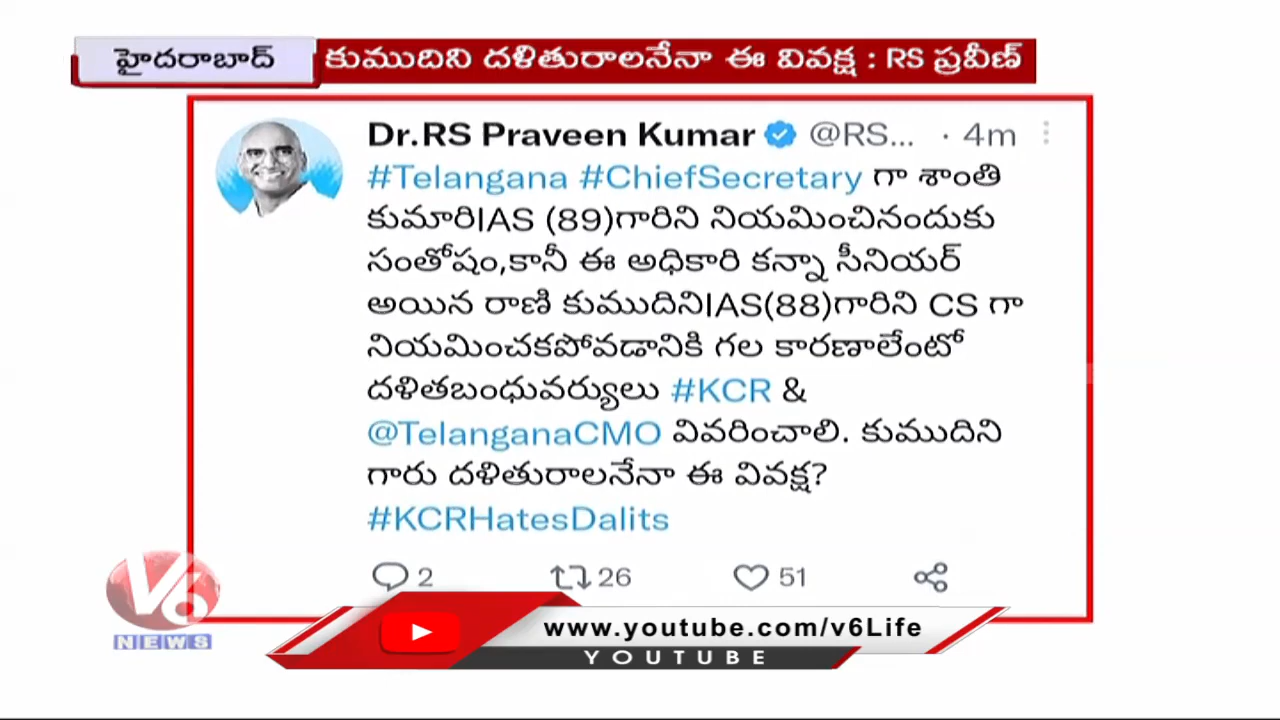 హైదరాబాద్
కుముదిని దళితురాలనేనా ఈ వివక్ష : RS ప్రవీణ్
Dr.RS Praveen Kumar @RS... · 4m
#Telangana #ChiefSecretary గా శాంతి
కుమారిIAS (89)గారిని నియమించినందుకు
సంతోషం,కానీ ఈ అధికారి కన్నా సీనియర్
అయిన రాణి కుముదినిIAS(88)గారిని CS గా
నియమించకపోవడానికి గల కారణాలేంటో
దళితబంధువర్యులు #KCR &
@TelanganaCMO వివరించాలి. కుముదిని
గారు దళితురాలనేనా ఈ వివక్ష?
#KCRHatesDalits
2 26 51
V6
NEWS
www.youtube.com/v6Life
YOUTUBE